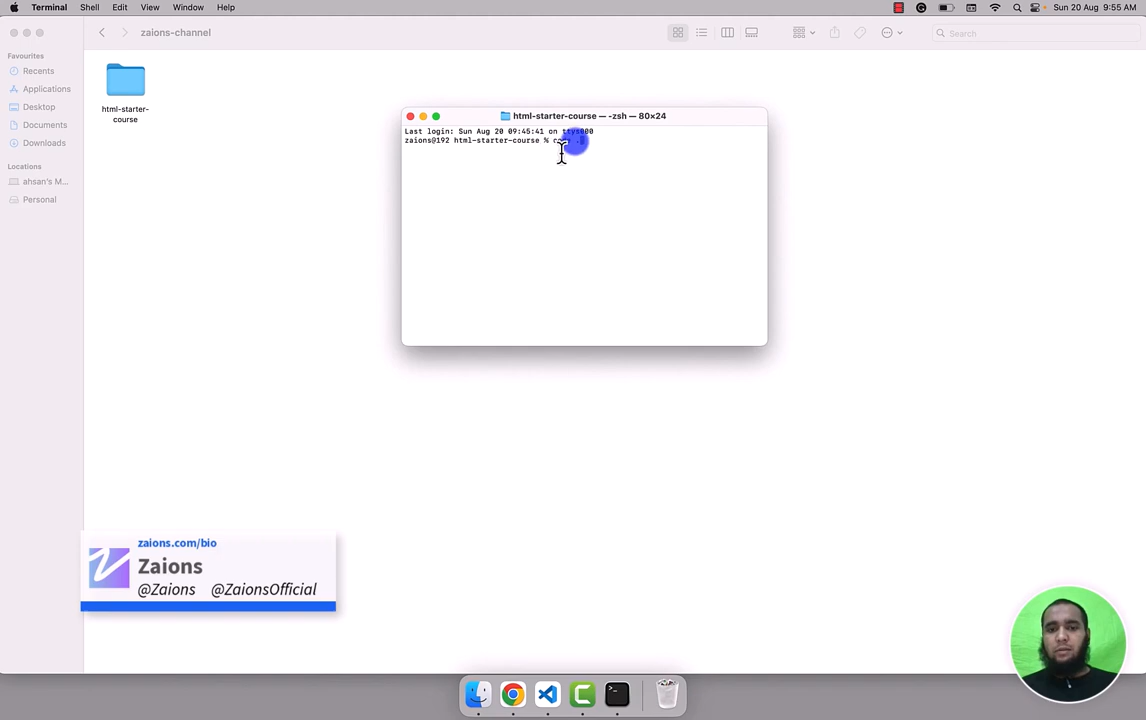 Terminal Shell Edit View Window Help Sun 20 Aug 9:55 AM
zaions-channel Search
Favourites
Recents
Applications
Desktop
Documents
Downloads
Locations
ahsan's M...
Personal
html-starter-
course
html-starter-course — -zsh — 80×24
Last login: Sun Aug 20 09:45:41 on ttys000
zaions@192 html-starter-course %
zaions.com/bio
Zaions
@Zaions @ZaionsOfficial